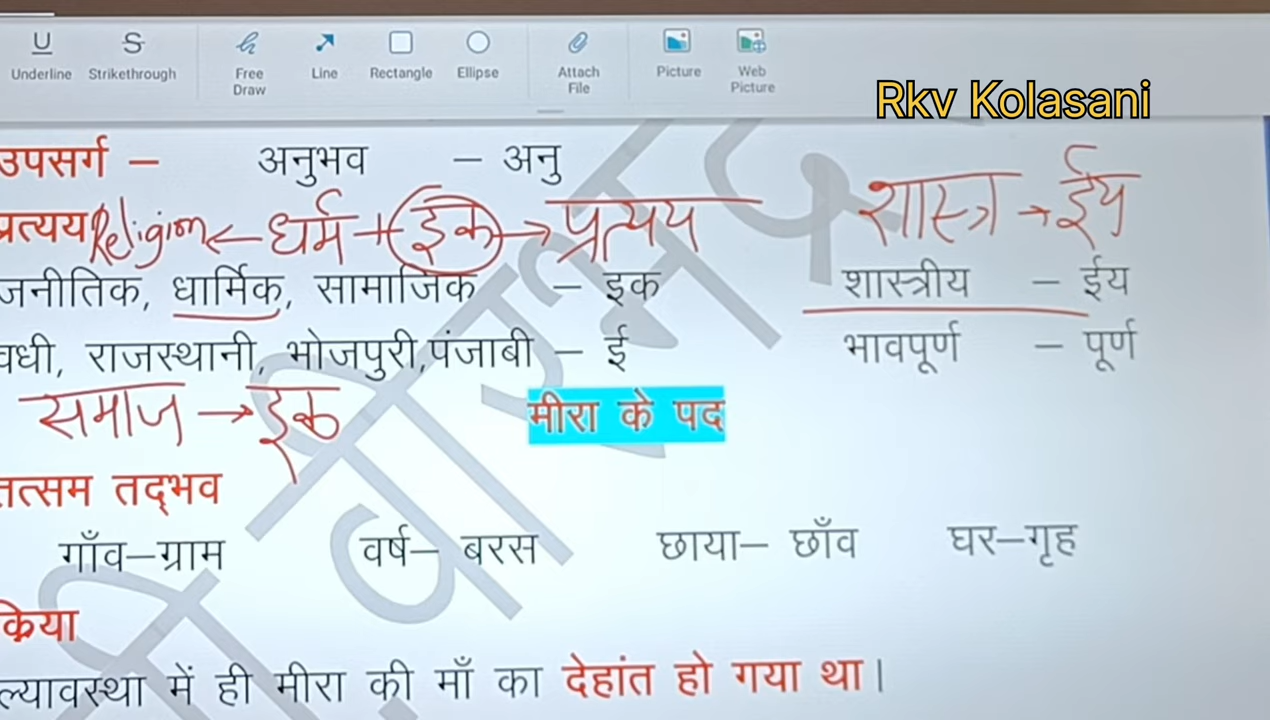 Underline Strikethrough Free Draw Line Rectangle Ellipse Attach File Picture Web Picture
Rkv Kolasani
उपसर्ग – अनुभव – अनु
प्रत्यय Religion ← धर्म + इक → प्रत्यय शास्त्र → ईय
जनीतिक, धार्मिक, सामाजिक – इक शास्त्रीय – ईय
वधी, राजस्थानी, भोजपुरी,पंजाबी – ई भावपूर्ण – पूर्ण
समाज → इक
मीरा के पद
तत्सम तद्भव
गाँव–ग्राम वर्ष– बरस छाया– छाँव घर–गृह
क्रिया
ल्यावस्था में ही मीरा की माँ का देहांत हो गया था।